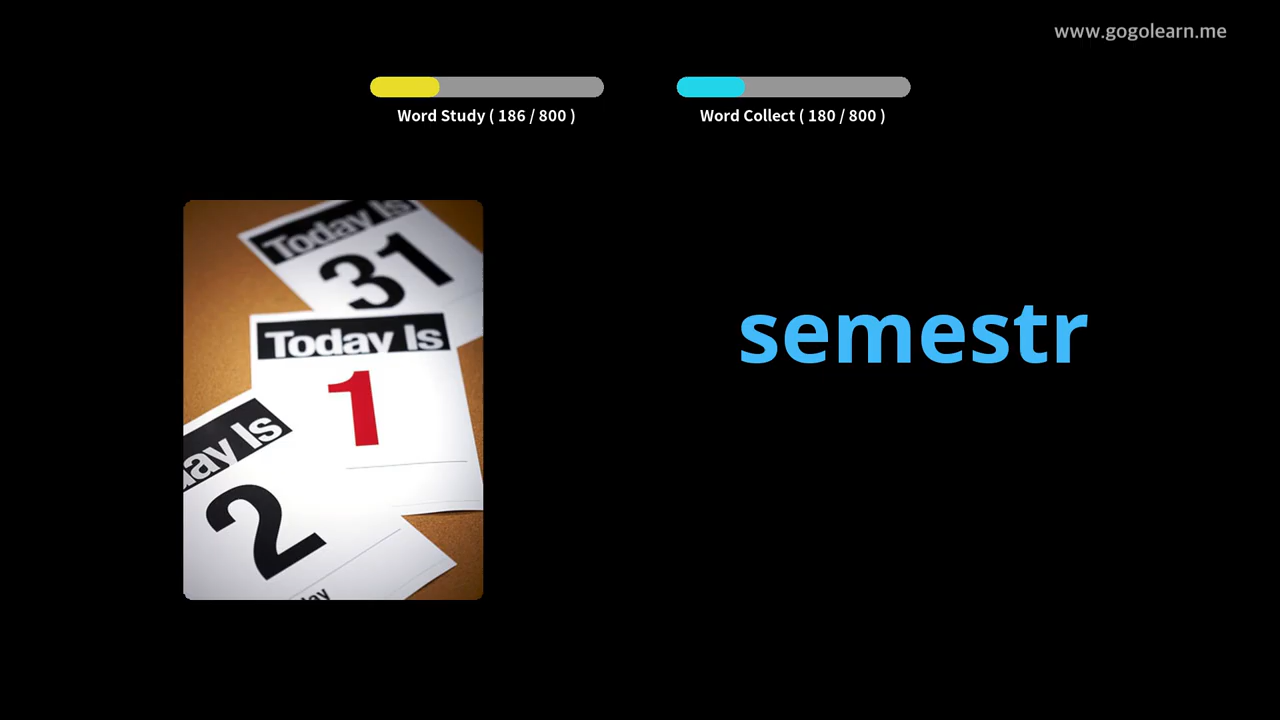 www.gogolearn.me
Word Study ( 186 / 800 )
Word Collect ( 180 / 800 )
Today Is
31
Today Is
1
semestr
ay Is
2
ay